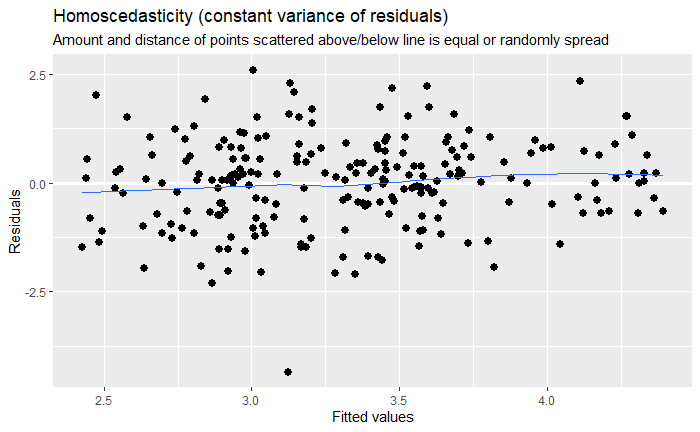 Homoscedasticity (constant variance of residuals)
Amount and distance of points scattered above/below line is equal or randomly spread
2.5
0.0
-2.5
Residuals
2.5 3.0 3.5 4.0
Fitted values